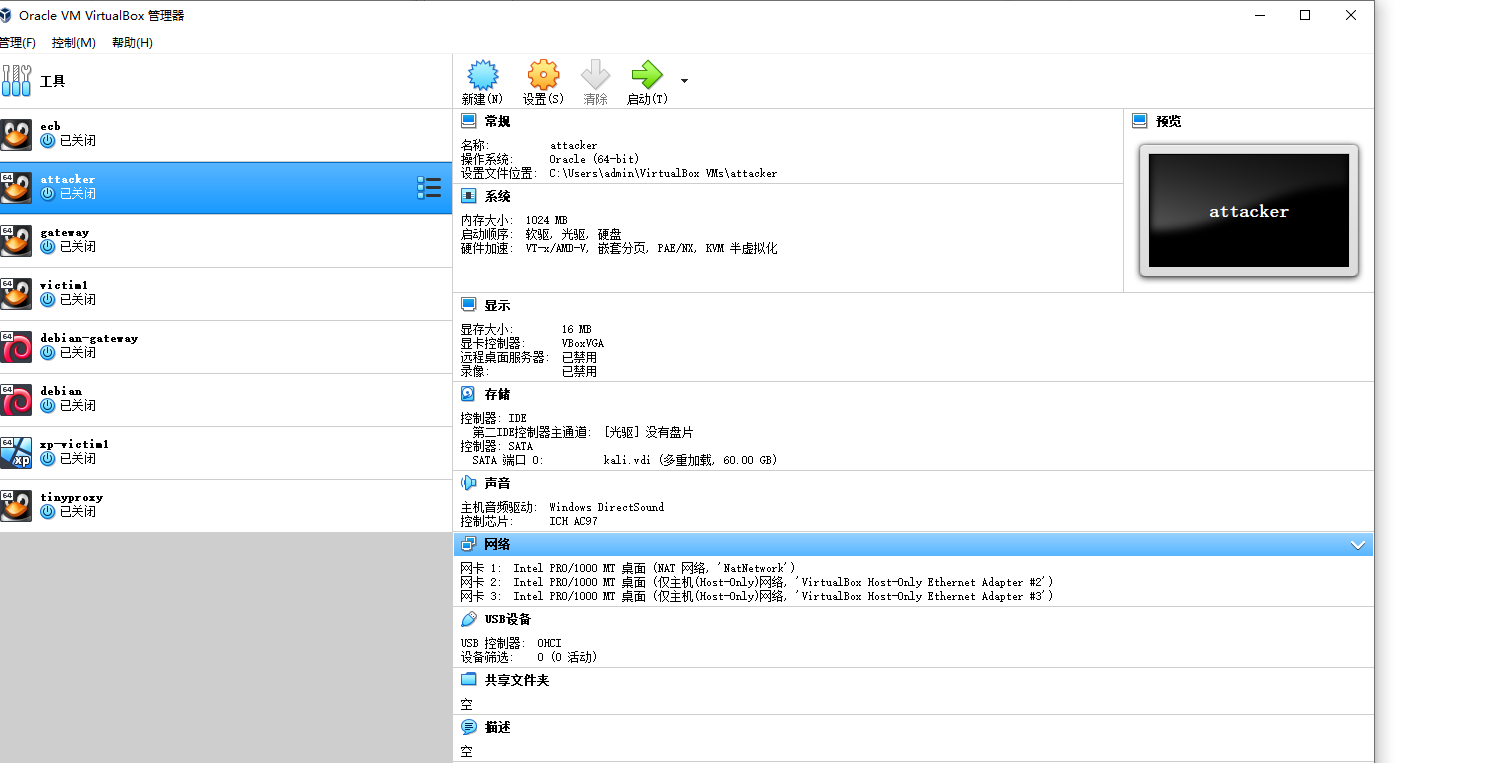 Oracle VM VirtualBox 管理器
管理(F) 控制(M) 帮助(H)
工具
新建(N) 设置(S) 清除 启动(T)
ecb
已关闭
64
attacker
已关闭
64
gateway
已关闭
64
victim1
已关闭
64
debian-gateway
已关闭
64
debian
已关闭
64
xp
xp-victim1
已关闭
64
tinyproxy
已关闭
常规
名称: attacker
操作系统: Oracle (64-bit)
设置文件位置: C:\Users\admin\VirtualBox VMs\attacker
预览
attacker
系统
内存大小: 1024 MB
启动顺序: 软驱, 光驱, 硬盘
硬件加速: VT-x/AMD-V, 嵌套分页, PAE/NX, KVM 半虚拟化
显示
显存大小: 16 MB
显卡控制器: VBoxVGA
远程桌面服务器: 已禁用
录像: 已禁用
存储
控制器: IDE
第二IDE控制器主通道: [光驱] 没有盘片
控制器: SATA
SATA 端口 0: kali.vdi (多重加载, 60.00 GB)
声音
主机音频驱动: Windows DirectSound
控制芯片: ICH AC97
网络
网卡 1: Intel PRO/1000 MT 桌面 (NAT 网络, 'NatNetwork')
网卡 2: Intel PRO/1000 MT 桌面 (仅主机(Host-Only)网络, 'VirtualBox Host-Only Ethernet Adapter #2')
网卡 3: Intel PRO/1000 MT 桌面 (仅主机(Host-Only)网络, 'VirtualBox Host-Only Ethernet Adapter #3')
USB设备
USB 控制器: OHCI
设备筛选: 0 (0 活动)
共享文件夹
空
描述
空